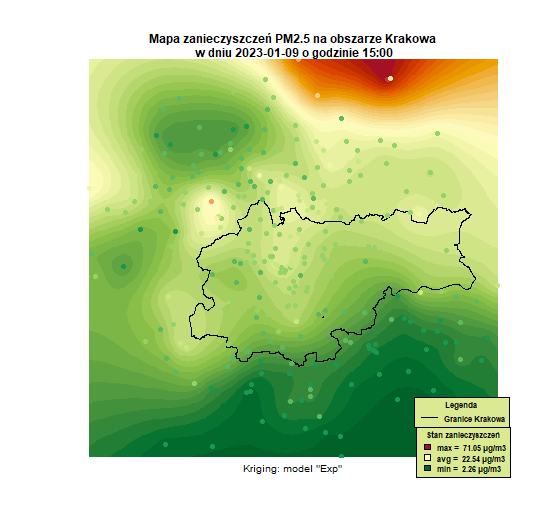 Mapa zanieczyszczeń PM2.5 na obszarze Krakowa
w dniu 2023-01-09 o godzinie 15:00
Legenda
Granice Krakowa
Stan zanieczyszczeń
max = 71.05 µg/m3
avg = 22.54 µg/m3
min = 2.26 µg/m3
Kriging: model "Exp"